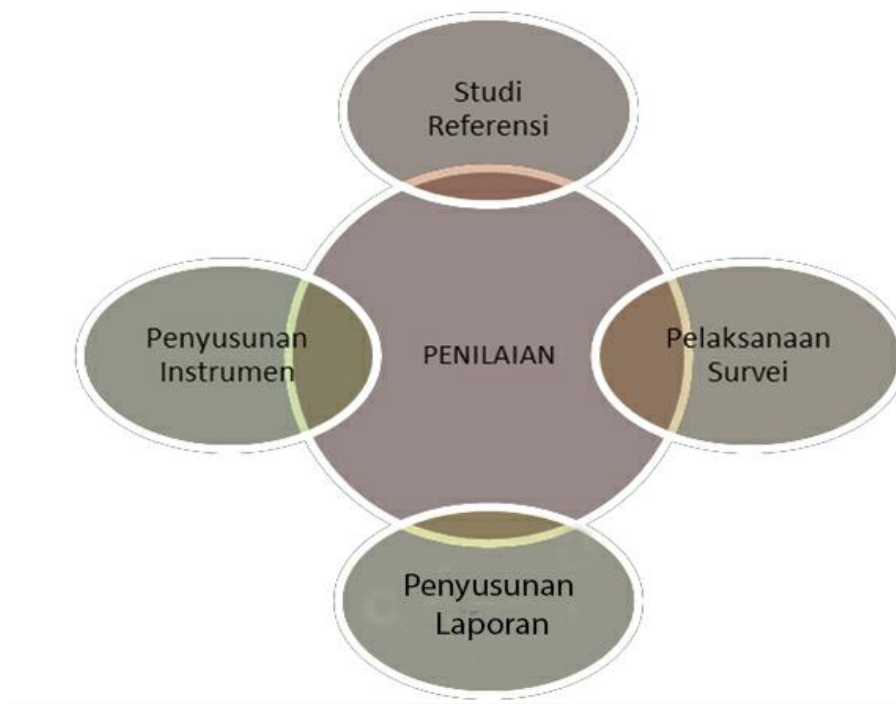 Studi
Referensi
Penyusunan
Instrumen
PENILAIAN
Pelaksanaan
Survei
Penyusunan
Laporan